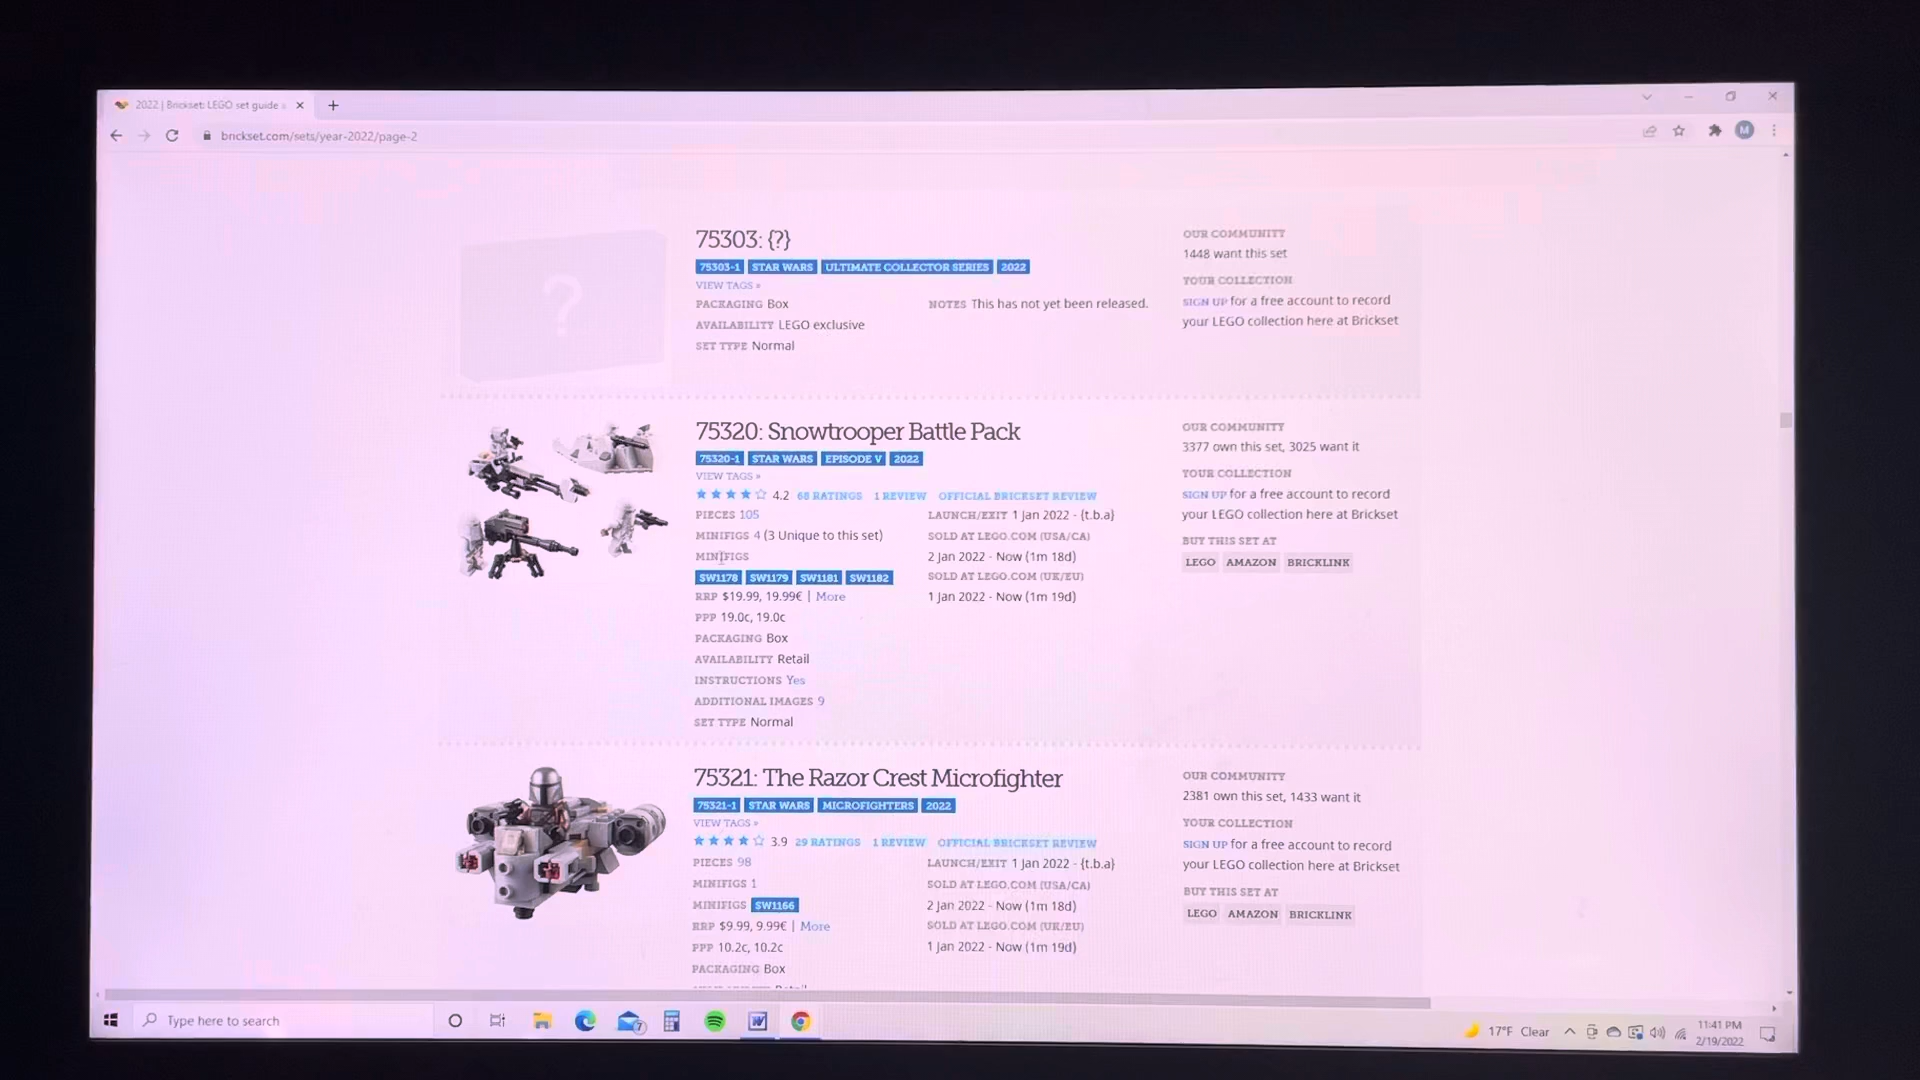 2022 | Brickset: LEGO set guide a
brickset.com/sets/year-2022/page-2
M
?
75303: {?}
75303-1 STAR WARS ULTIMATE COLLECTOR SERIES 2022
VIEW TAGS »
PACKAGING Box
AVAILABILITY LEGO exclusive
SET TYPE Normal
NOTES This has not yet been released.
OUR COMMUNITY
1448 want this set
YOUR COLLECTION
SIGN UP for a free account to record
your LEGO collection here at Brickset
75320: Snowtrooper Battle Pack
75320-1 STAR WARS EPISODE V 2022
VIEW TAGS »
4.2 68 RATINGS 1 REVIEW OFFICIAL BRICKSET REVIEW
PIECES 105
MINIFIGS 4 (3 Unique to this set)
MINIFIGS
SW1178 SW1179 SW1181 SW1182
RRP $19.99, 19.99€ | More
PPP 19.0c, 19.0c
PACKAGING Box
AVAILABILITY Retail
INSTRUCTIONS Yes
ADDITIONAL IMAGES 9
SET TYPE Normal
LAUNCH/EXIT 1 Jan 2022 - {t.b.a}
SOLD AT LEGO.COM (USA/CA)
2 Jan 2022 - Now (1m 18d)
SOLD AT LEGO.COM (UK/EU)
1 Jan 2022 - Now (1m 19d)
OUR COMMUNITY
3377 own this set, 3025 want it
YOUR COLLECTION
SIGN UP for a free account to record
your LEGO collection here at Brickset
BUY THIS SET AT
LEGO AMAZON BRICKLINK
75321: The Razor Crest Microfighter
75321-1 STAR WARS MICROFIGHTERS 2022
VIEW TAGS »
3.9 29 RATINGS 1 REVIEW OFFICIAL BRICKSET REVIEW
PIECES 98
MINIFIGS 1
MINIFIGS SW1166
RRP $9.99, 9.99€ | More
PPP 10.2c, 10.2c
PACKAGING Box
LAUNCH/EXIT 1 Jan 2022 - {t.b.a}
SOLD AT LEGO.COM (USA/CA)
2 Jan 2022 - Now (1m 18d)
SOLD AT LEGO.COM (UK/EU)
1 Jan 2022 - Now (1m 19d)
OUR COMMUNITY
2381 own this set, 1433 want it
YOUR COLLECTION
SIGN UP for a free account to record
your LEGO collection here at Brickset
BUY THIS SET AT
LEGO AMAZON BRICKLINK
Type here to search
7
W
17°F Clear
11:41 PM
2/19/2022